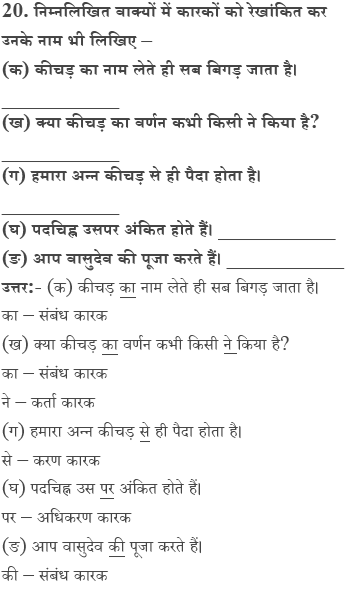 20. निम्नलिखित वाक्यों में कारकों को रेखांकित कर
उनके नाम भी लिखिए –
(क) कीचड़ का नाम लेते ही सब बिगड़ जाता है।
____________
(ख) क्या कीचड़ का वर्णन कभी किसी ने किया है?
____________
(ग) हमारा अन्न कीचड़ से ही पैदा होता है।
____________
(घ) पदचिह्न उसपर अंकित होते हैं। ____________
(ङ) आप वासुदेव की पूजा करते हैं। ____________
उत्तर:- (क) कीचड़ का नाम लेते ही सब बिगड़ जाता है।
का – संबंध कारक
(ख) क्या कीचड़ का वर्णन कभी किसी ने किया है?
का – संबंध कारक
ने – कर्ता कारक
(ग) हमारा अन्न कीचड़ से ही पैदा होता है।
से – करण कारक
(घ) पदचिह्न उस पर अंकित होते हैं।
पर – अधिकरण कारक
(ङ) आप वासुदेव की पूजा करते हैं।
की – संबंध कारक